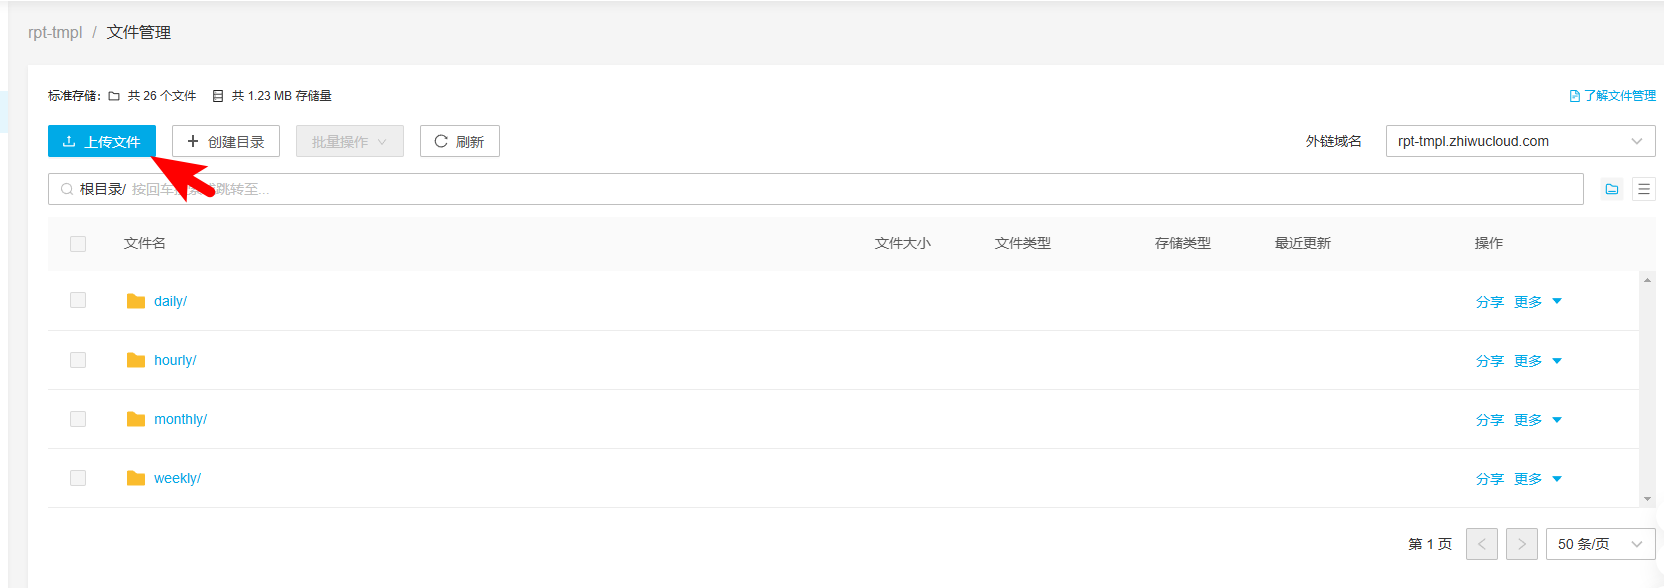 rpt-tmpl / 文件管理
标准存储: 共 26 个文件 共 1.23 MB 存储量 了解文件管理
上传文件 创建目录 批量操作 刷新 外链域名 rpt-tmpl.zhiwucloud.com
根目录/ 按回车 跳转至...
文件名 文件大小 文件类型 存储类型 最近更新 操作
daily/ 分享 更多
hourly/ 分享 更多
monthly/ 分享 更多
weekly/ 分享 更多
第 1 页 < > 50 条/页